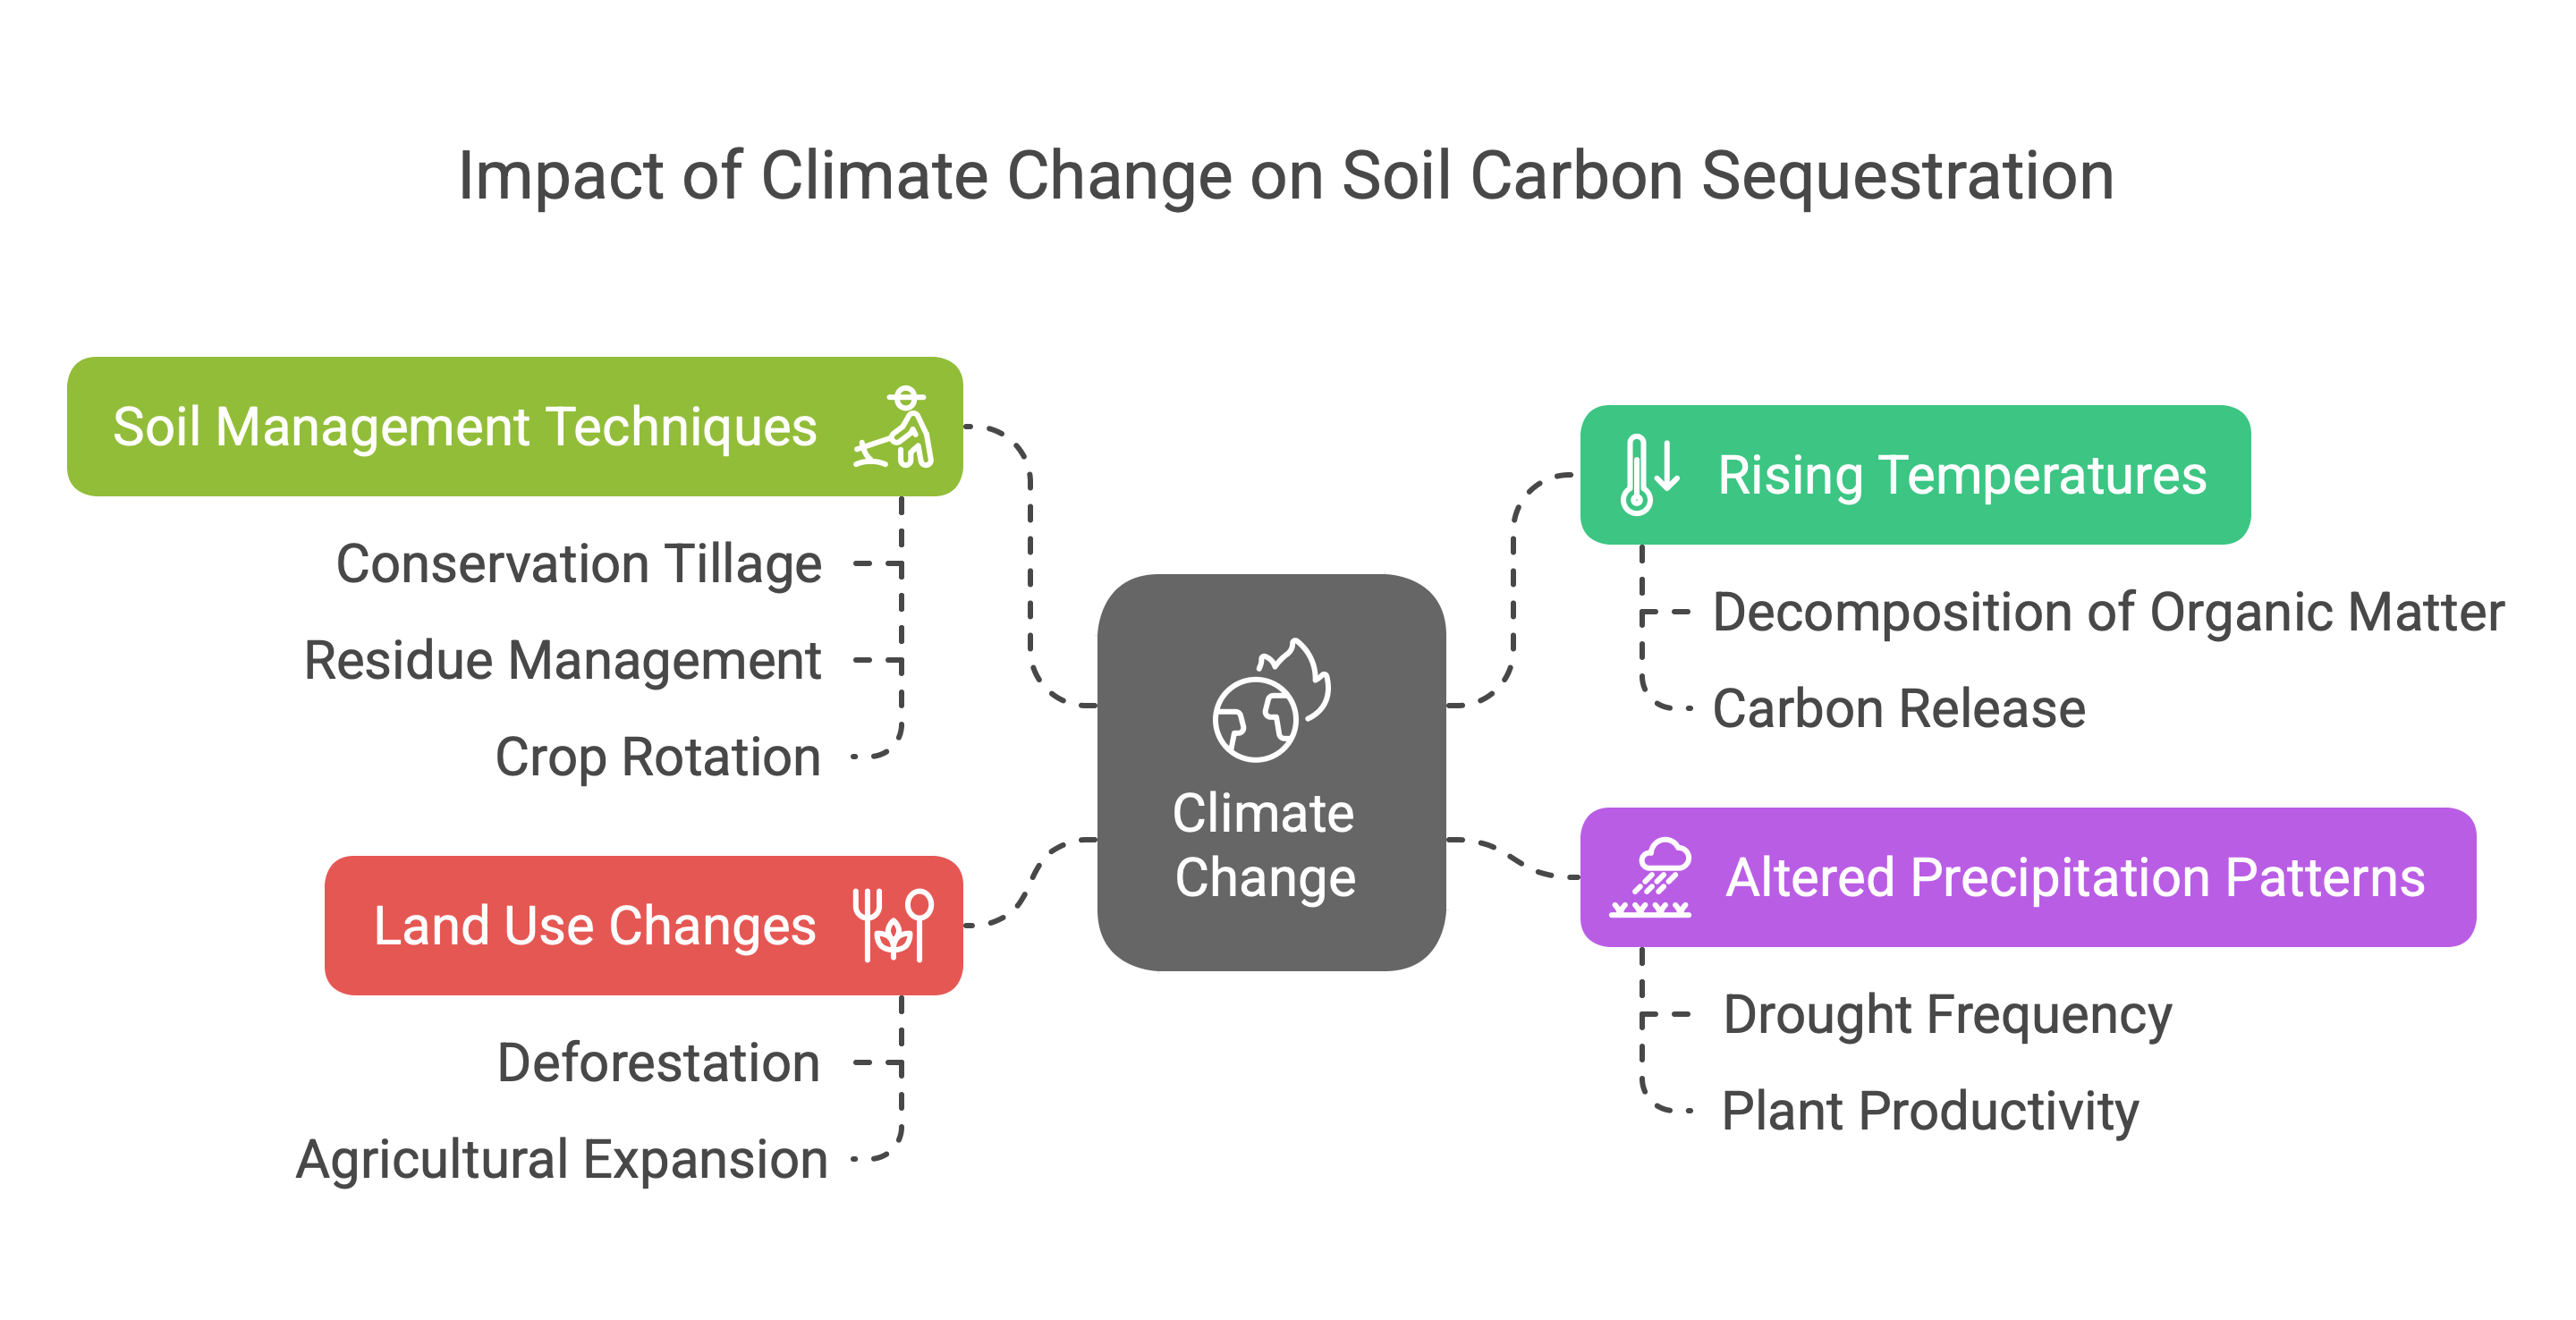 Impact of Climate Change on Soil Carbon Sequestration
Soil Management Techniques
Conservation Tillage
Residue Management
Crop Rotation
Land Use Changes
Deforestation
Agricultural Expansion
Climate
Change
Rising Temperatures
Decomposition of Organic Matter
Carbon Release
Altered Precipitation Patterns
Drought Frequency
Plant Productivity